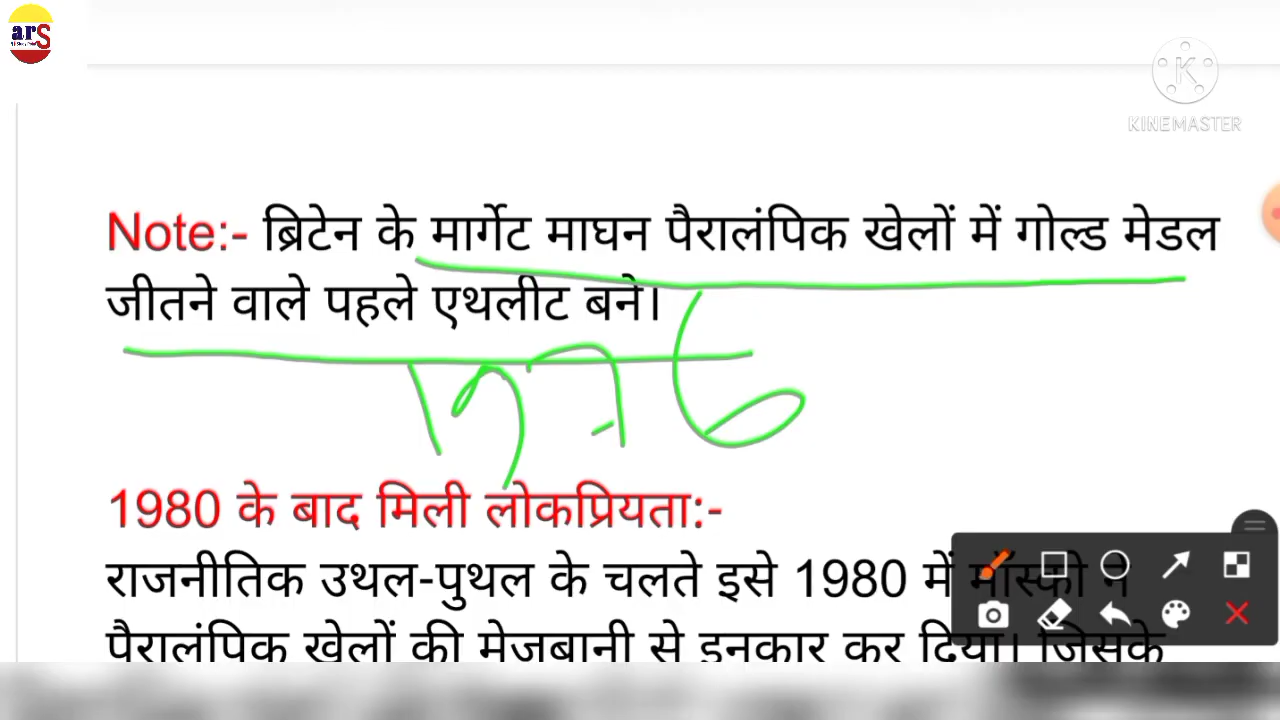 arS
KINEMASTER
Note:- ब्रिटेन के मार्गेट माघन पैरालंपिक खेलों में गोल्ड मेडल
जीतने वाले पहले एथलीट बने।
1976
1980 के बाद मिली लोकप्रियता:-
राजनीतिक उथल-पुथल के चलते इसे 1980 में मॉस्को ने
पैरालंपिक खेलों की मेजबानी से इनकार कर दिया। जिसके